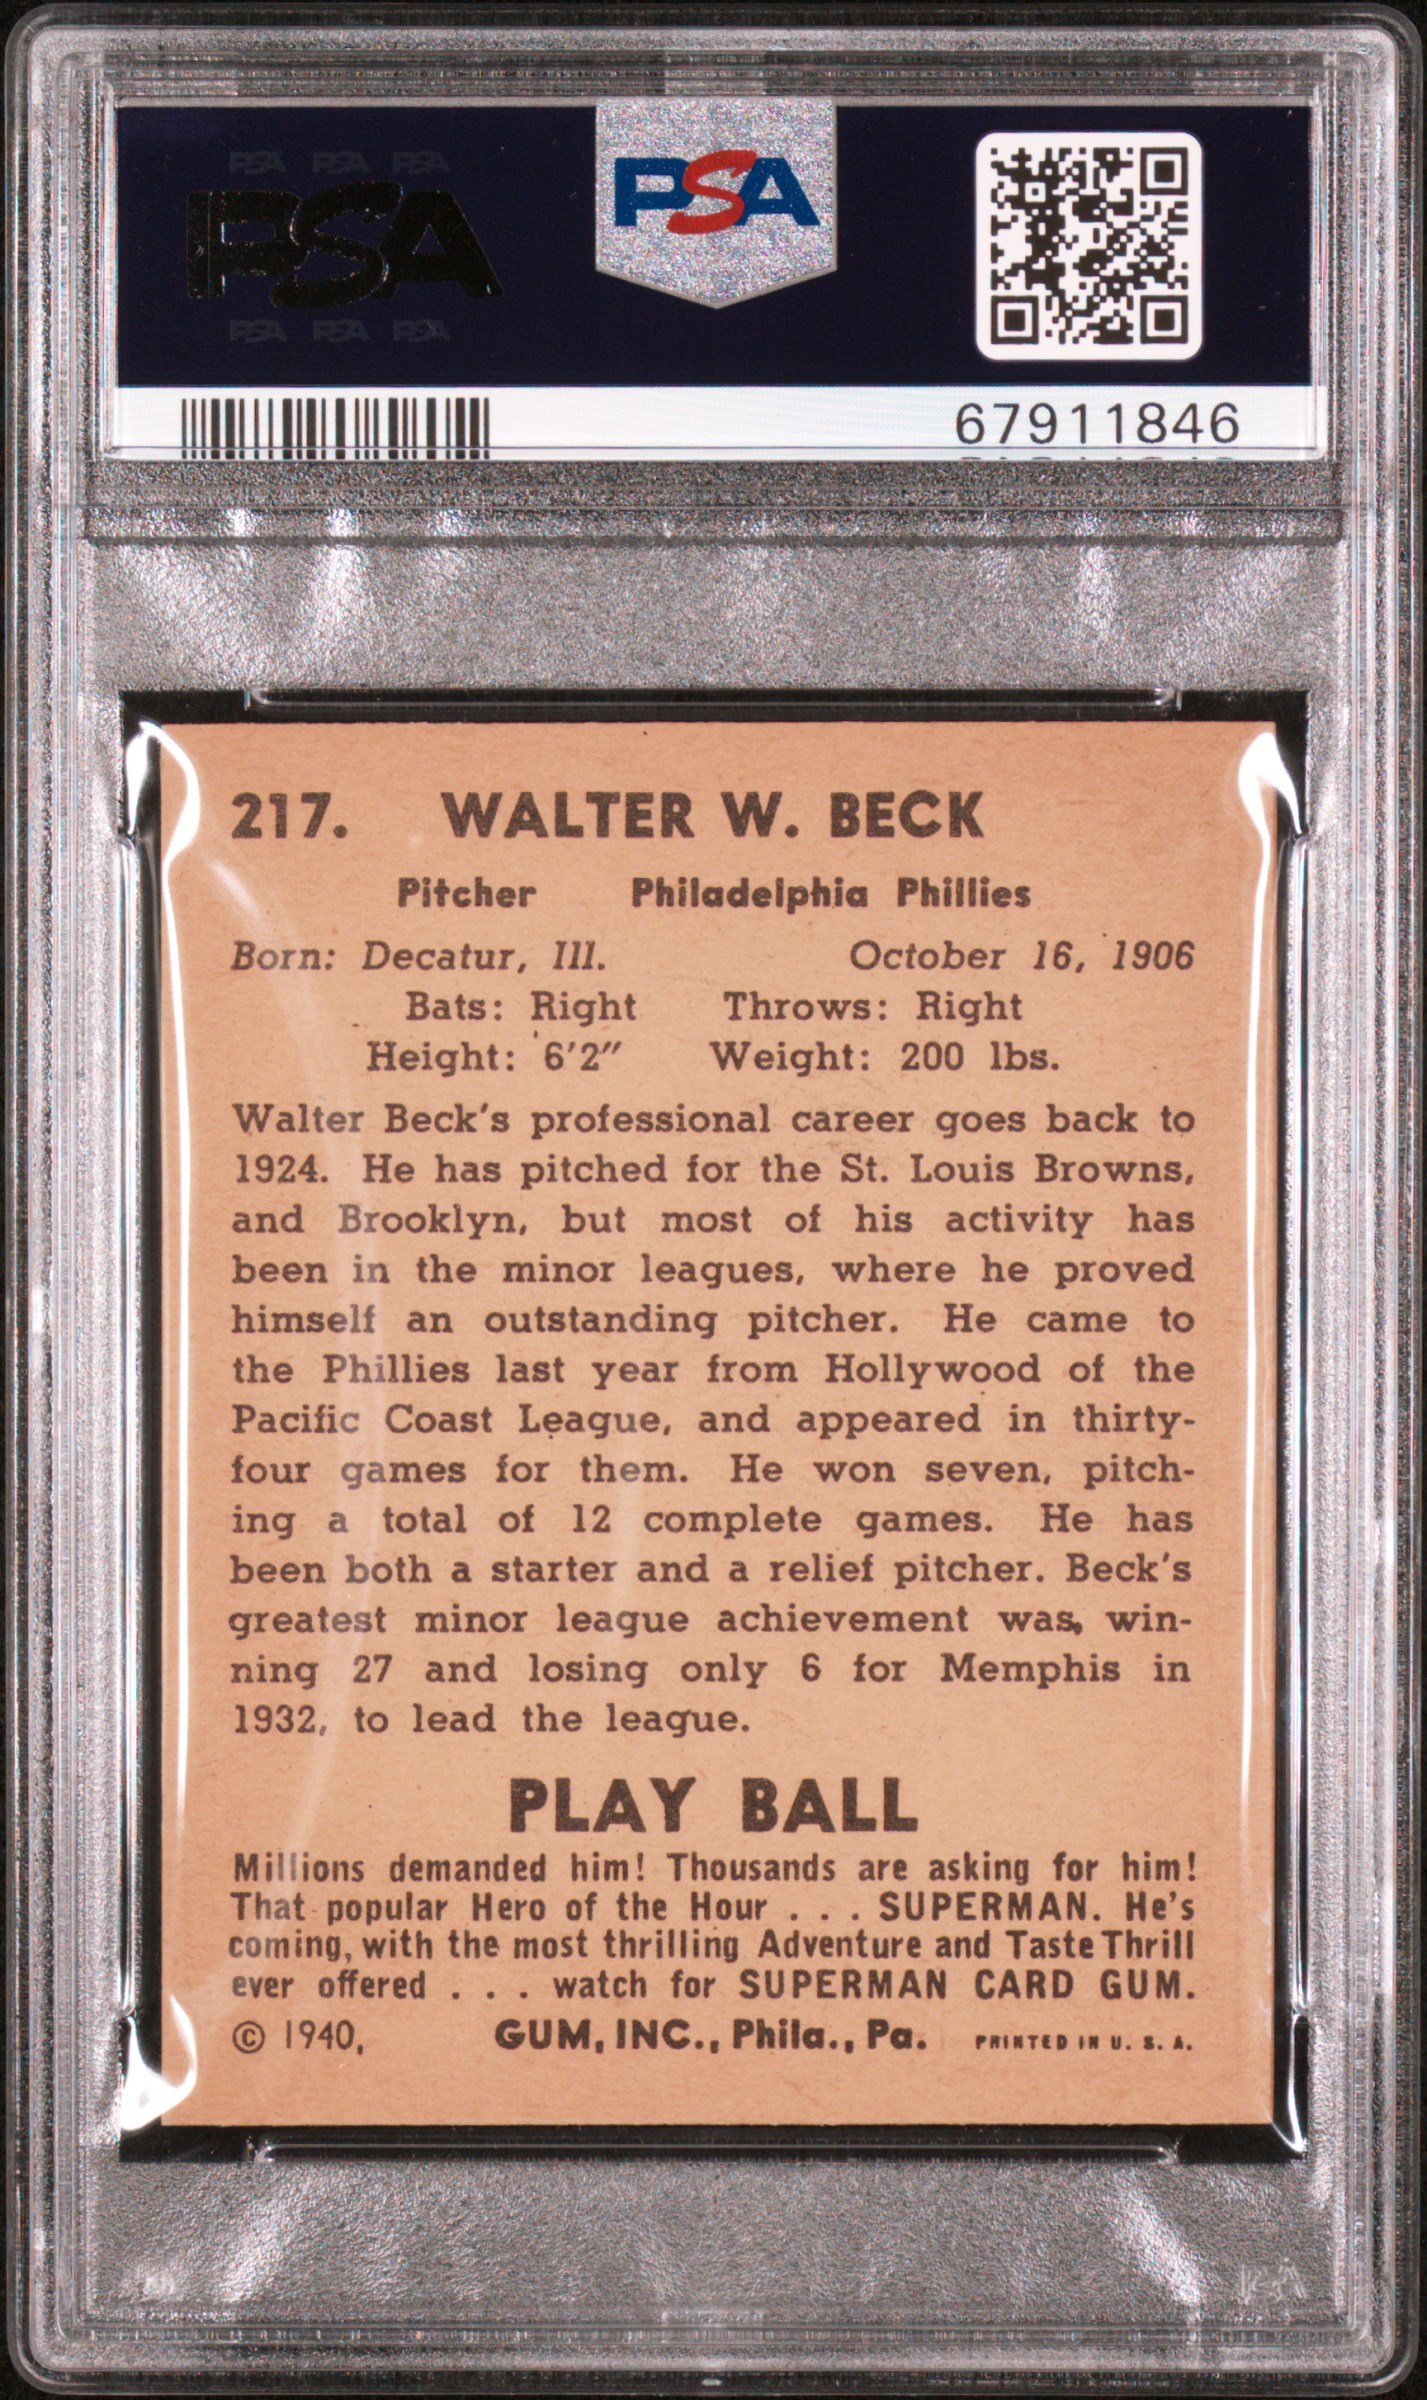 PSA PSA PSA
PSA
PSA PSA PSA
PSA
67911846
217. WALTER W. BECK
Pitcher Philadelphia Phillies
Born: Decatur, Ill. October 16, 1906
Bats: Right Throws: Right
Height: 6'2" Weight: 200 lbs.
Walter Beck's professional career goes back to
1924. He has pitched for the St. Louis Browns,
and Brooklyn, but most of his activity has
been in the minor leagues, where he proved
himself an outstanding pitcher. He came to
the Phillies last year from Hollywood of the
Pacific Coast League, and appeared in thirty-
four games for them. He won seven, pitch-
ing a total of 12 complete games. He has
been both a starter and a relief pitcher. Beck's
greatest minor league achievement was, win-
ning 27 and losing only 6 for Memphis in
1932, to lead the league.
PLAY BALL
Millions demanded him! Thousands are asking for him!
That popular Hero of the Hour . . . SUPERMAN. He's
coming, with the most thrilling Adventure and Taste Thrill
ever offered . . . watch for SUPERMAN CARD GUM.
© 1940, GUM, INC., Phila., Pa. PRINTED IN U. S. A.